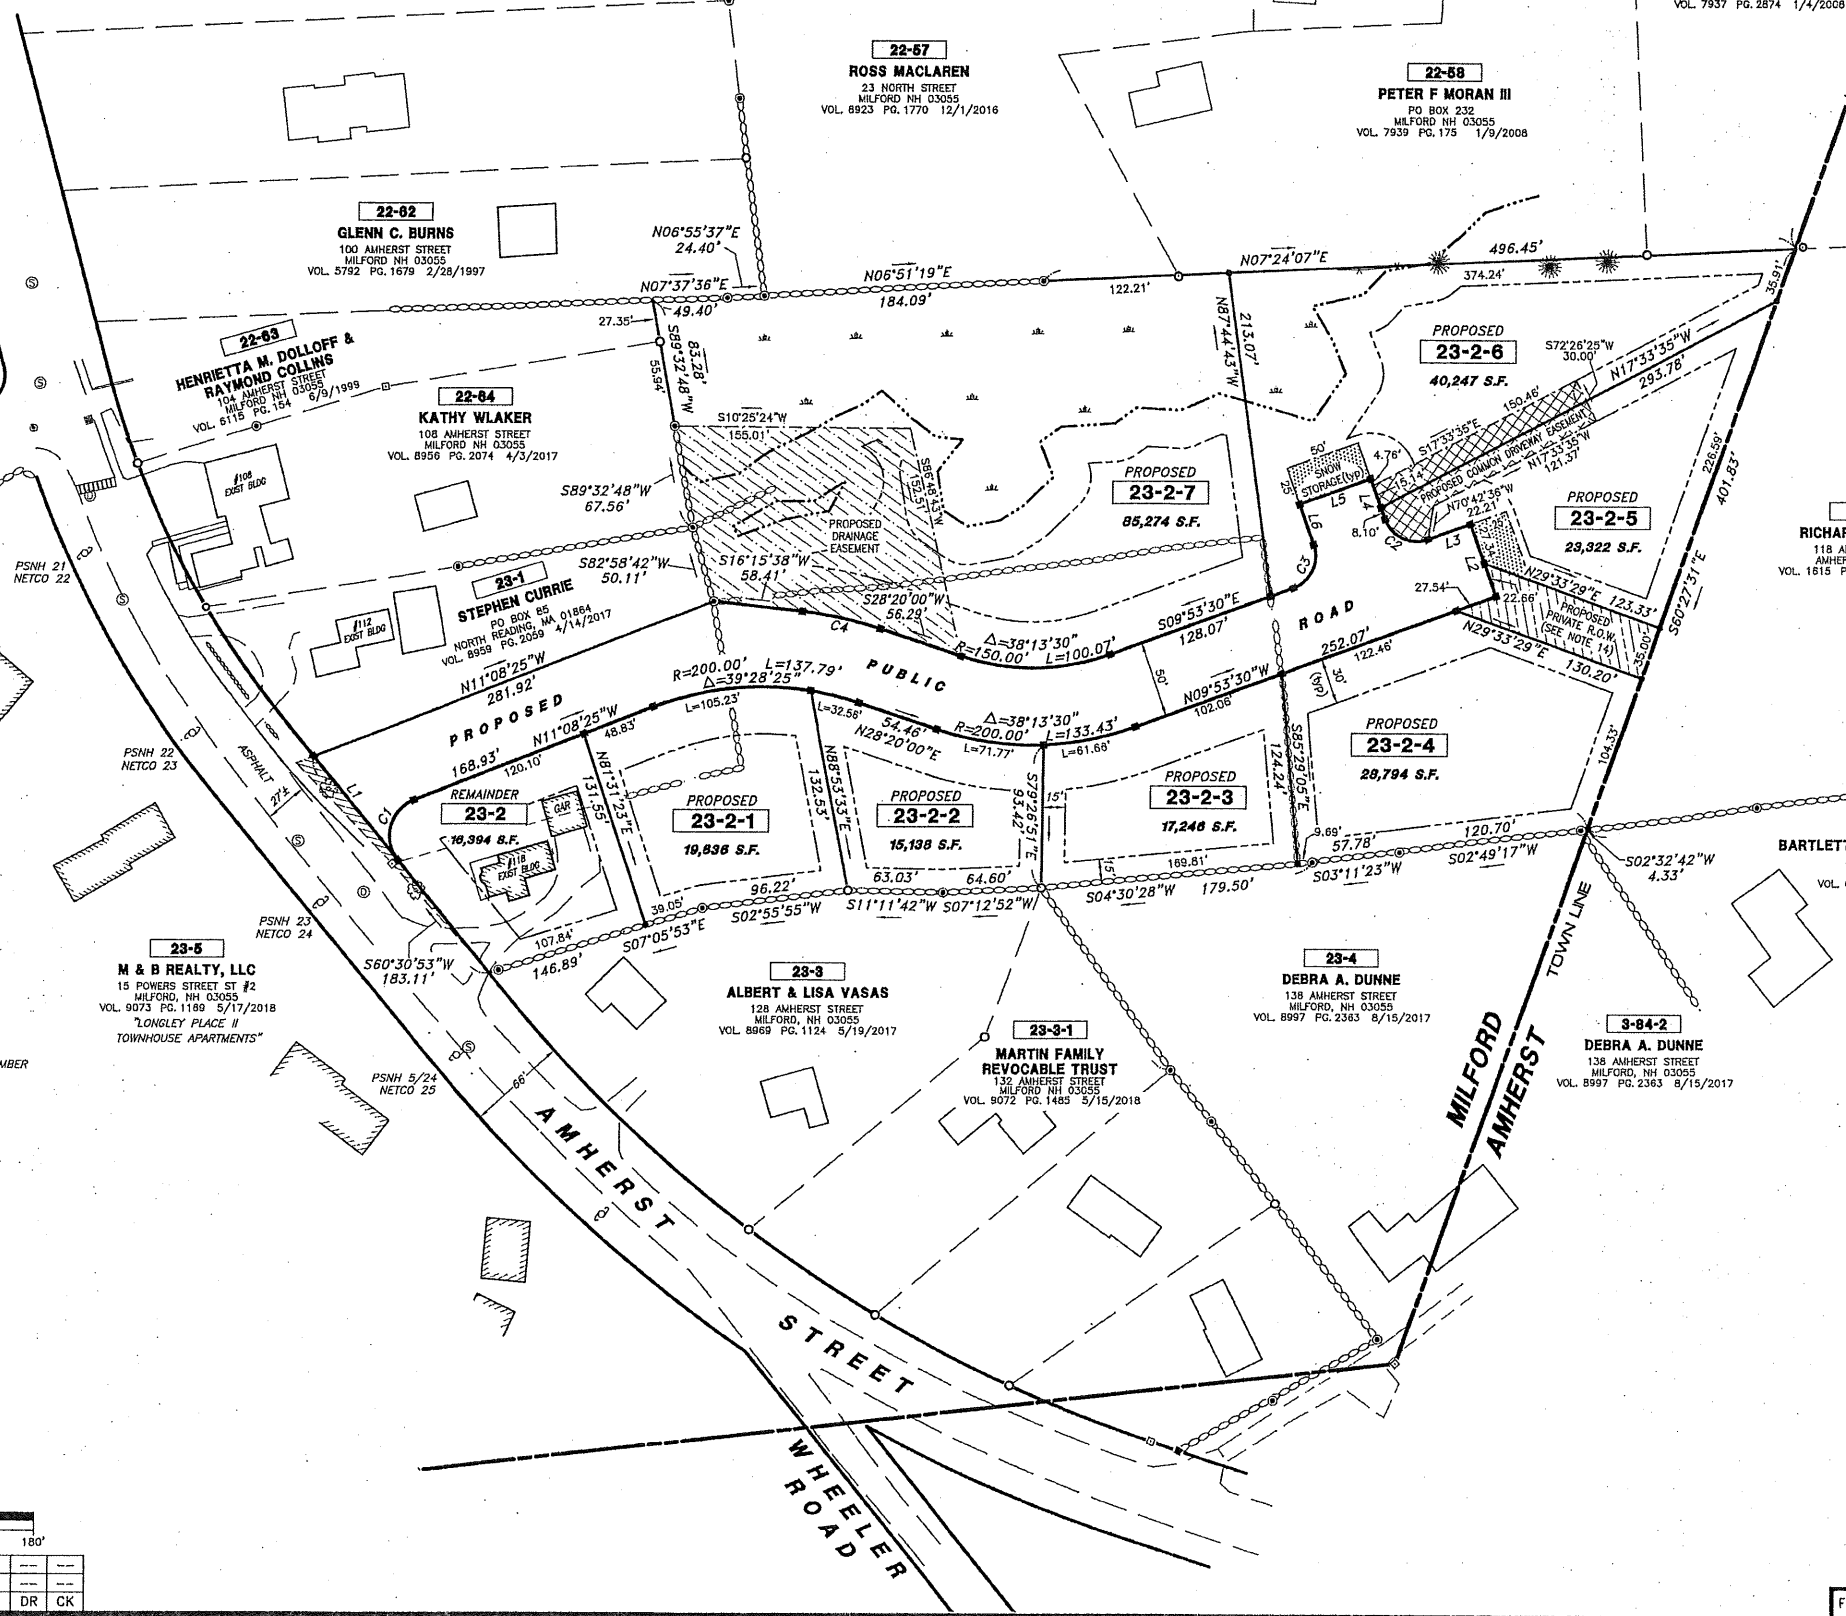 VOL. 7937 PG. 2874 1/4/2008
22-57
ROSS MACLAREN
23 NORTH STREET
MILFORD NH 03055
VOL. 8923 PG. 1770 12/1/2016
22-58
PETER F MORAN III
PO BOX 232
MILFORD NH 03055
VOL. 7939 PG. 175 1/9/2008
22-62
GLENN C. BURNS
100 AMHERST STREET
MILFORD NH 03055
VOL. 5792 PG. 1679 2/28/1997
N06°55'37"E
24.40'
N07°37'36"E
49.40'
N06°51'19"E
184.09'
122.21'
N07°24'07"E
496.45'
374.24'
35.91'
27.35'
55.94'
S89°32'48"W
83.28'
22-63
HENRIETTA M. DOLLOFF &
RAYMOND COLLINS
104 AMHERST STREET
MILFORD NH 03055
VOL. 6115 PG. 154 6/9/1999
22-64
KATHY WLAKER
108 AMHERST STREET
MILFORD NH 03055
VOL. 8956 PG. 2074 4/3/2017
#108
EXIST BLDG
S10°25'24"W
155.01'
S86°48'43"W
152.57'
PROPOSED
DRAINAGE
EASEMENT
S89°32'48"W
67.56'
N87°44'43"W
213.07'
PROPOSED
23-2-6
40,247 S.F.
S72°26'25"W
30.00'
N17°33'35"W
293.78'
150.46'
S17°33'35"E
15.14'
PROPOSED COMMON DRIVEWAY EASEMENT
N17°33'35"W
121.37'
226.59'
401.83'
S60°27'31"E
PROPOSED
23-2-7
85,274 S.F.
50'
25'
SNOW
STORAGE(typ)
4.76'
L5
L4
L6
8.10'
C2
N70°42'36"W
22.21'
L3
L2
25'
C3
PROPOSED
23-2-5
23,322 S.F.
N29°33'29"E 123.33'
PROPOSED
PRIVATE R.O.W.
(SEE NOTE 14)
35.00'
22.66'
27.54'
N29°33'29"E 130.20'
RICHAR
118 A
AMHER
VOL. 1615 P
PSNH 21
NETCO 22
23-1
STEPHEN CURRIE
PO BOX 85
NORTH READING, MA 01864
VOL. 8959 PG. 2059 4/14/2017
#112
EXIST BLDG
S82°58'42"W
50.11'
S16°15'38"W
58.41'
S28°20'00"W
56.29'
C4
S09°53'30"E
128.07'
Δ=38°13'30"
R=150.00' L=100.07'
N11°08'25"W
281.92'
PROPOSED PUBLIC ROAD
R=200.00' L=137.79'
Δ=39°28'25"
L=105.23'
L=32.56'
54.46'
N28°20'00"E
Δ=38°13'30"
R=200.00' L=133.43'
L=71.77'
L=61.66'
50'
N09°53'30"W
252.07'
102.06'
122.46'
30'
(typ)
N11°08'25"W
168.93'
120.10'
48.83'
PSNH 22
NETCO 23
ASPHALT
27'±
L1
C1
REMAINDER
23-2
16,394 S.F.
GAR
#118
EXIST BLDG
N81°31'23"E
131.55'
PROPOSED
23-2-1
19,836 S.F.
N88°53'33"E
132.53'
PROPOSED
23-2-2
15,138 S.F.
S79°26'51"E
93.42'
15'
15'
PROPOSED
23-2-3
17,246 S.F.
S85°29'05"E
124.24'
PROPOSED
23-2-4
28,794 S.F.
104.33'
9.69'
57.78'
120.70'
S03°11'23"W
S02°49'17"W
S02°32'42"W
4.33'
169.81'
S04°30'28"W 179.50'
96.22'
S02°55'55"W
63.03'
64.60'
S11°11'42"W
S07°12'52"W
39.05'
S07°05'53"E
107.84'
146.89'
S60°30'53"W
183.11'
PSNH 23
NETCO 24
BARTLETT
VOL.
TOWN LINE
23-5
M & B REALTY, LLC
15 POWERS STREET ST #2
MILFORD, NH 03055
VOL. 9073 PG. 1189 5/17/2018
"LONGLEY PLACE II
TOWNHOUSE APARTMENTS"
23-3
ALBERT & LISA VASAS
128 AMHERST STREET
MILFORD, NH 03055
VOL. 8969 PG. 1124 5/19/2017
23-3-1
MARTIN FAMILY
REVOCABLE TRUST
132 AMHERST STREET
MILFORD NH 03055
VOL. 9072 PG. 1485 5/15/2018
23-4
DEBRA A. DUNNE
138 AMHERST STREET
MILFORD, NH 03055
VOL. 8997 PG. 2363 8/15/2017
3-84-2
DEBRA A. DUNNE
138 AMHERST STREET
MILFORD, NH 03055
VOL. 8997 PG. 2363 8/15/2017
MILFORD
AMHERST
MBER
PSNH 5/24
NETCO 25
66'
AMHERST STREET
WHEELER
ROAD
180'
DR CK